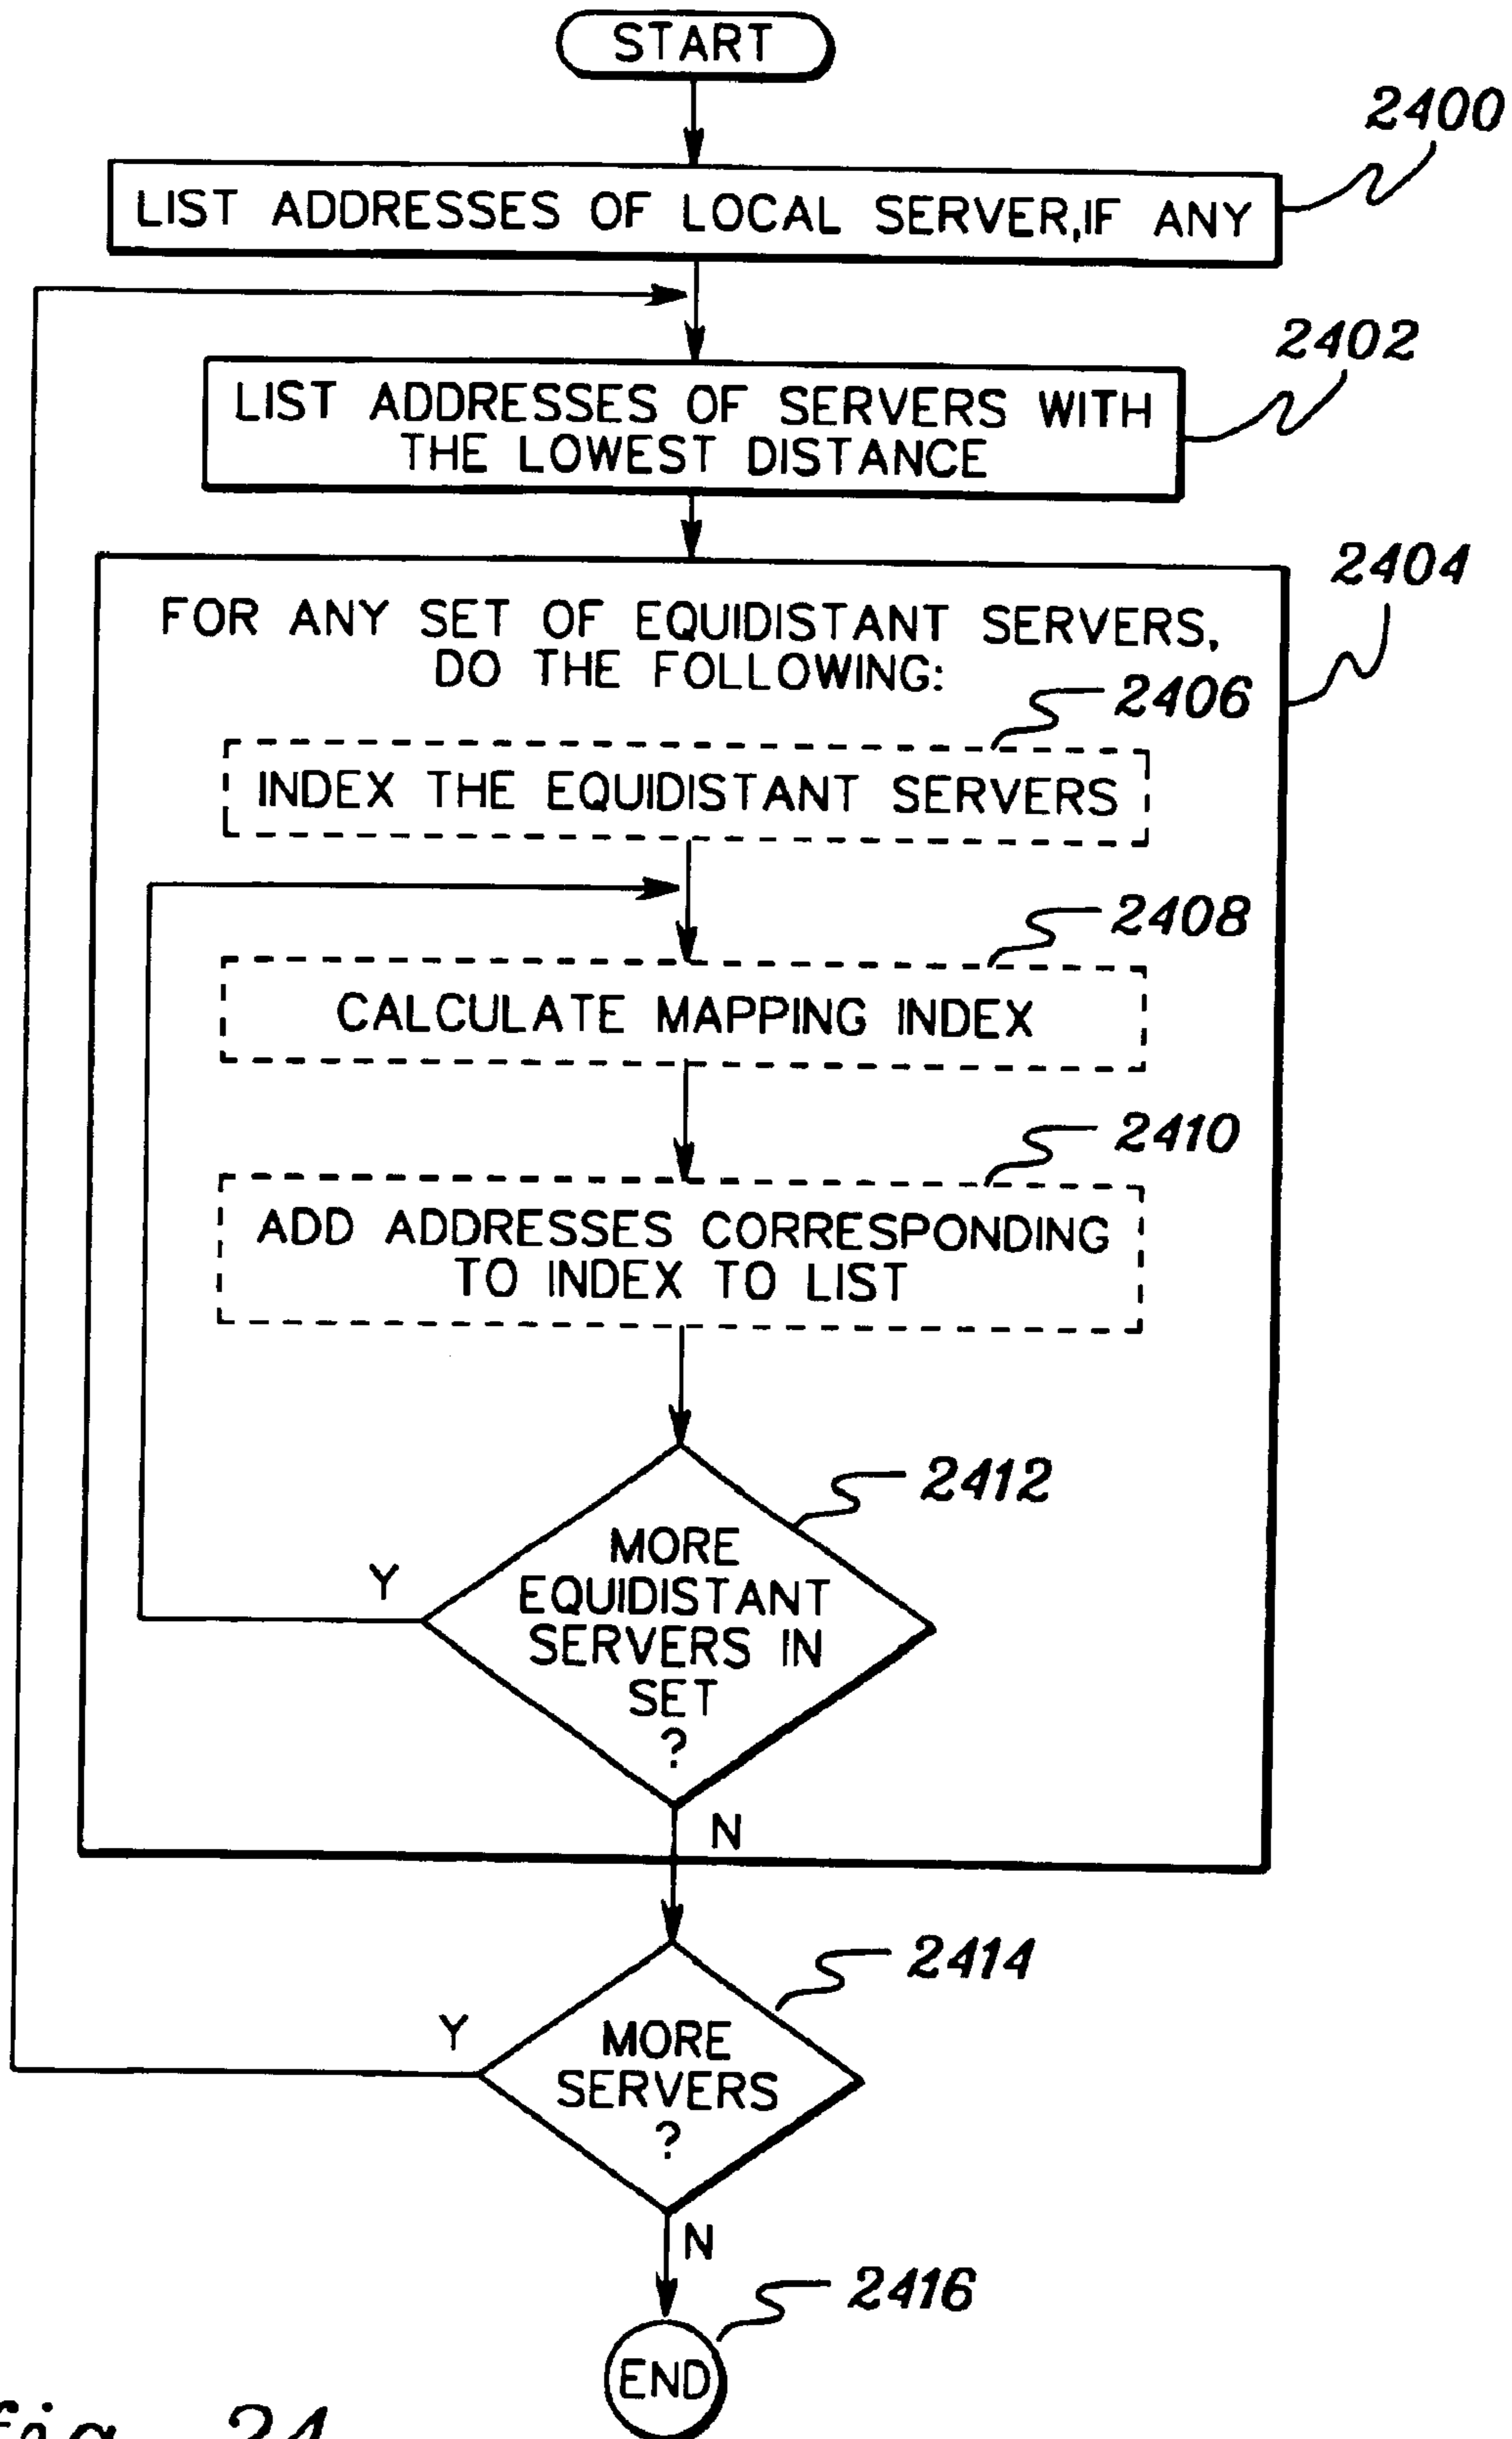 START
2400
LIST ADDRESSES OF LOCAL SERVER,IF ANY
2402
LIST ADDRESSES OF SERVERS WITH
THE LOWEST DISTANCE
2404
FOR ANY SET OF EQUIDISTANT SERVERS,
DO THE FOLLOWING:
2406
INDEX THE EQUIDISTANT SERVERS
2408
CALCULATE MAPPING INDEX
2410
ADD ADDRESSES CORRESPONDING
TO INDEX TO LIST
2412
MORE
EQUIDISTANT
SERVERS IN
SET
?
Y
N
2414
MORE
SERVERS
?
Y
N
2416
END
fig. 24